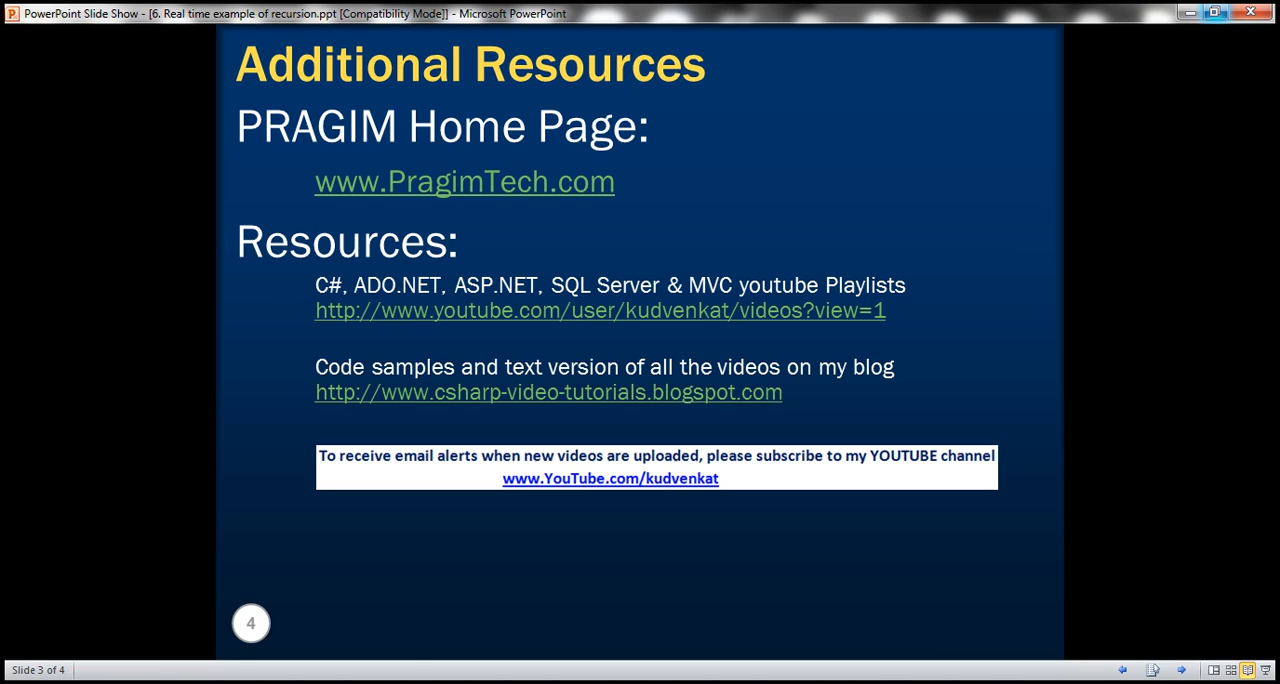 PowerPoint Slide Show - [6. Real time example of recursion.ppt [Compatibility Mode]] - Microsoft PowerPoint
Additional Resources
PRAGIM Home Page:
www.PragimTech.com
Resources:
C#, ADO.NET, ASP.NET, SQL Server & MVC youtube Playlists
http://www.youtube.com/user/kudvenkat/videos?view=1
Code samples and text version of all the videos on my blog
http://www.csharp-video-tutorials.blogspot.com
To receive email alerts when new videos are uploaded, please subscribe to my YOUTUBE channel
www.YouTube.com/kudvenkat
4
Slide 3 of 4